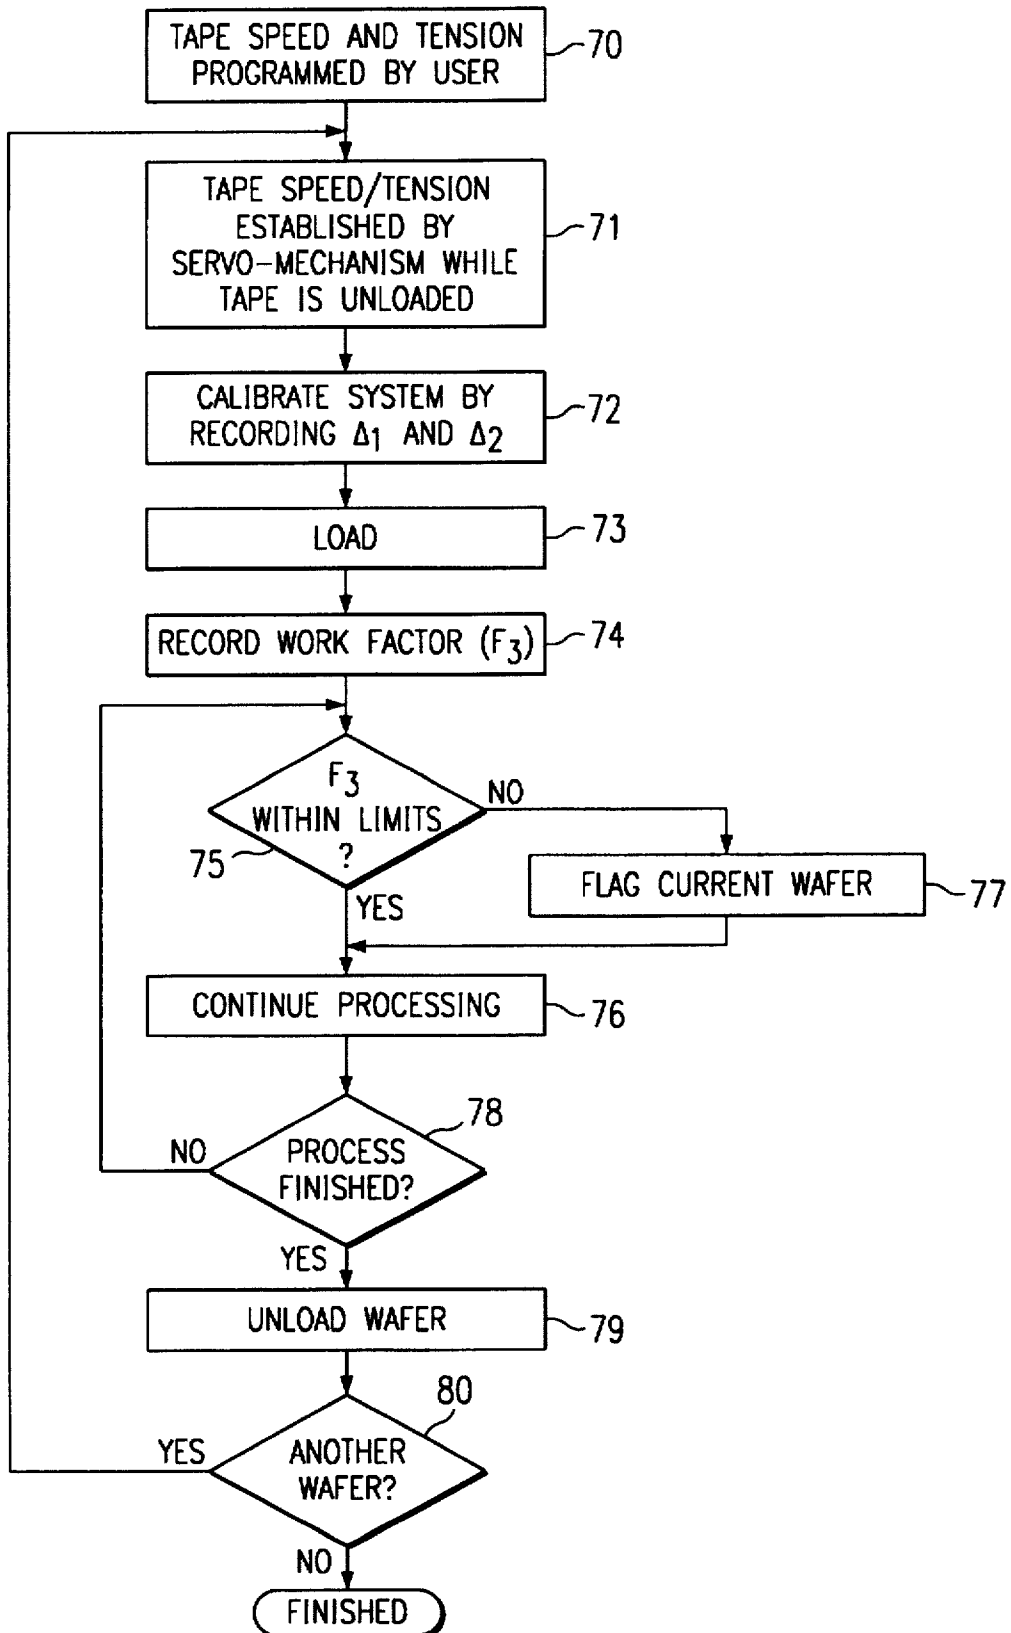 TAPE SPEED AND TENSION
PROGRAMMED BY USER
70
TAPE SPEED/TENSION
ESTABLISHED BY
SERVO-MECHANISM WHILE
TAPE IS UNLOADED
71
CALIBRATE SYSTEM BY
RECORDING Δ1 AND Δ2
72
LOAD
73
RECORD WORK FACTOR (F3)
74
F3
WITHIN LIMITS
?
75
NO
YES
FLAG CURRENT WAFER
77
CONTINUE PROCESSING
76
PROCESS
FINISHED?
78
NO
YES
UNLOAD WAFER
79
ANOTHER
WAFER?
80
YES
NO
FINISHED